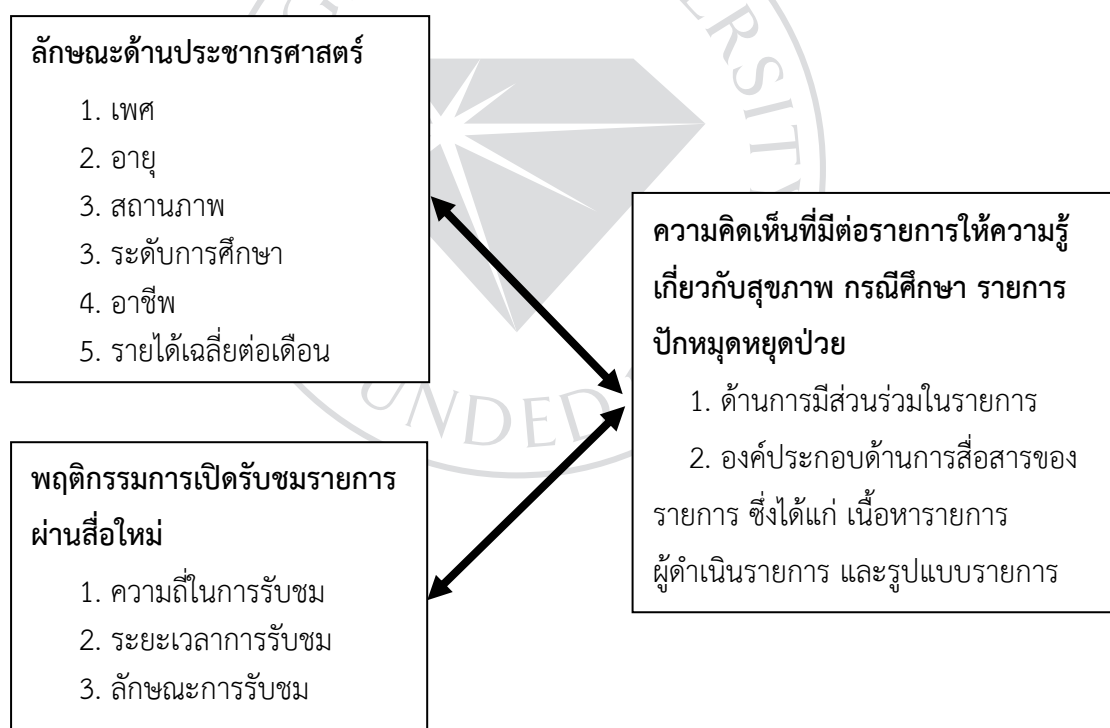 ลักษณะด้านประชากรศาสตร์
1. เพศ
2. อายุ
3. สถานภาพ
3. ระดับการศึกษา
4. อาชีพ
5. รายได้เฉลี่ยต่อเดือน
พฤติกรรมการเปิดรับชมรายการ
ผ่านสื่อใหม่
1. ความถี่ในการรับชม
2. ระยะเวลาการรับชม
3. ลักษณะการรับชม
ความคิดเห็นที่มีต่อรายการให้ความรู้
เกี่ยวกับสุขภาพ กรณีศึกษา รายการ
ปักหมุดหยุดป่วย
1. ด้านการมีส่วนร่วมในรายการ
2. องค์ประกอบด้านการสื่อสารของ
รายการ ซึ่งได้แก่ เนื้อหารายการ
ผู้ดำเนินรายการ และรูปแบบรายการ